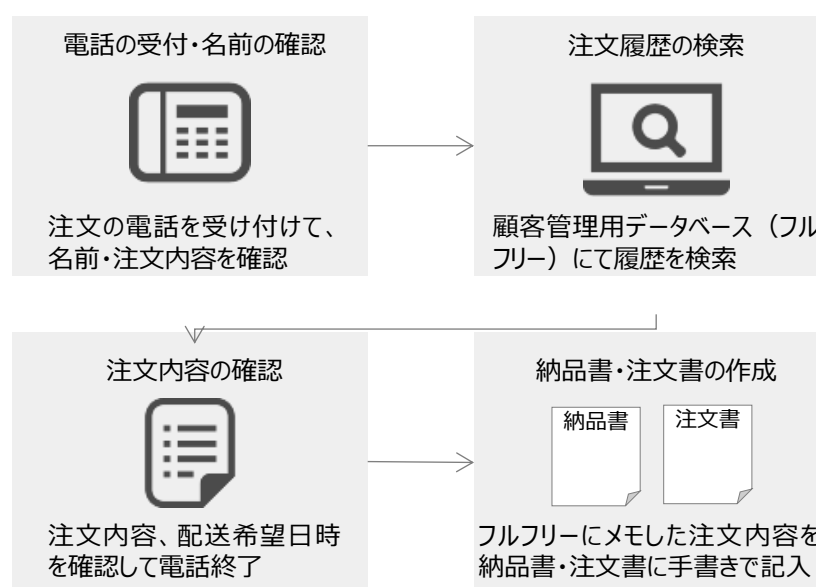 電話の受付・名前の確認
注文の電話を受け付けて、
名前・注文内容を確認
注文履歴の検索
顧客管理用データベース（フル
フリー）にて履歴を検索
注文内容の確認
注文内容、配送希望日時
を確認して電話終了
納品書・注文書の作成
納品書
注文書
フルフリーにメモした注文内容を
納品書・注文書に手書きで記入